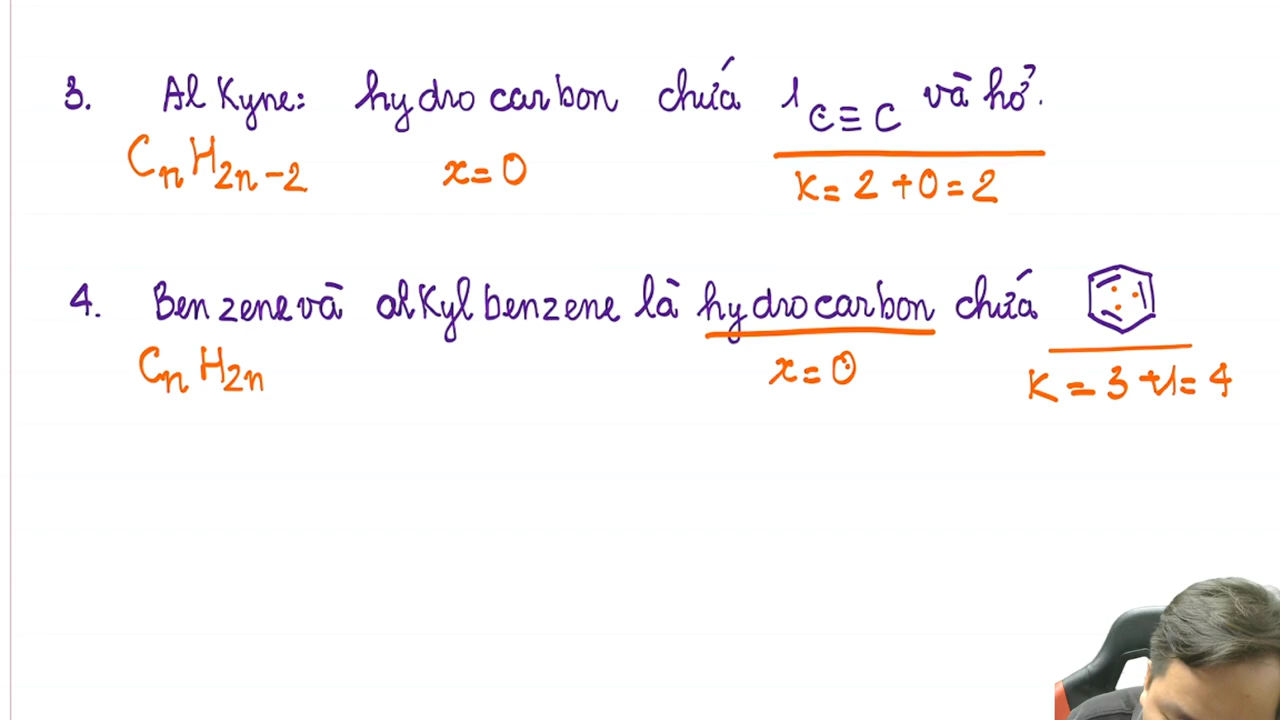 3. Alkyne: hydrocarbon chứa 1 C≡C và hở.
CnH2n-2 x=0 K=2+0=2
4. Benzene và alkylbenzene là hydrocarbon chứa
CnH2n x=0 K=3+1=4